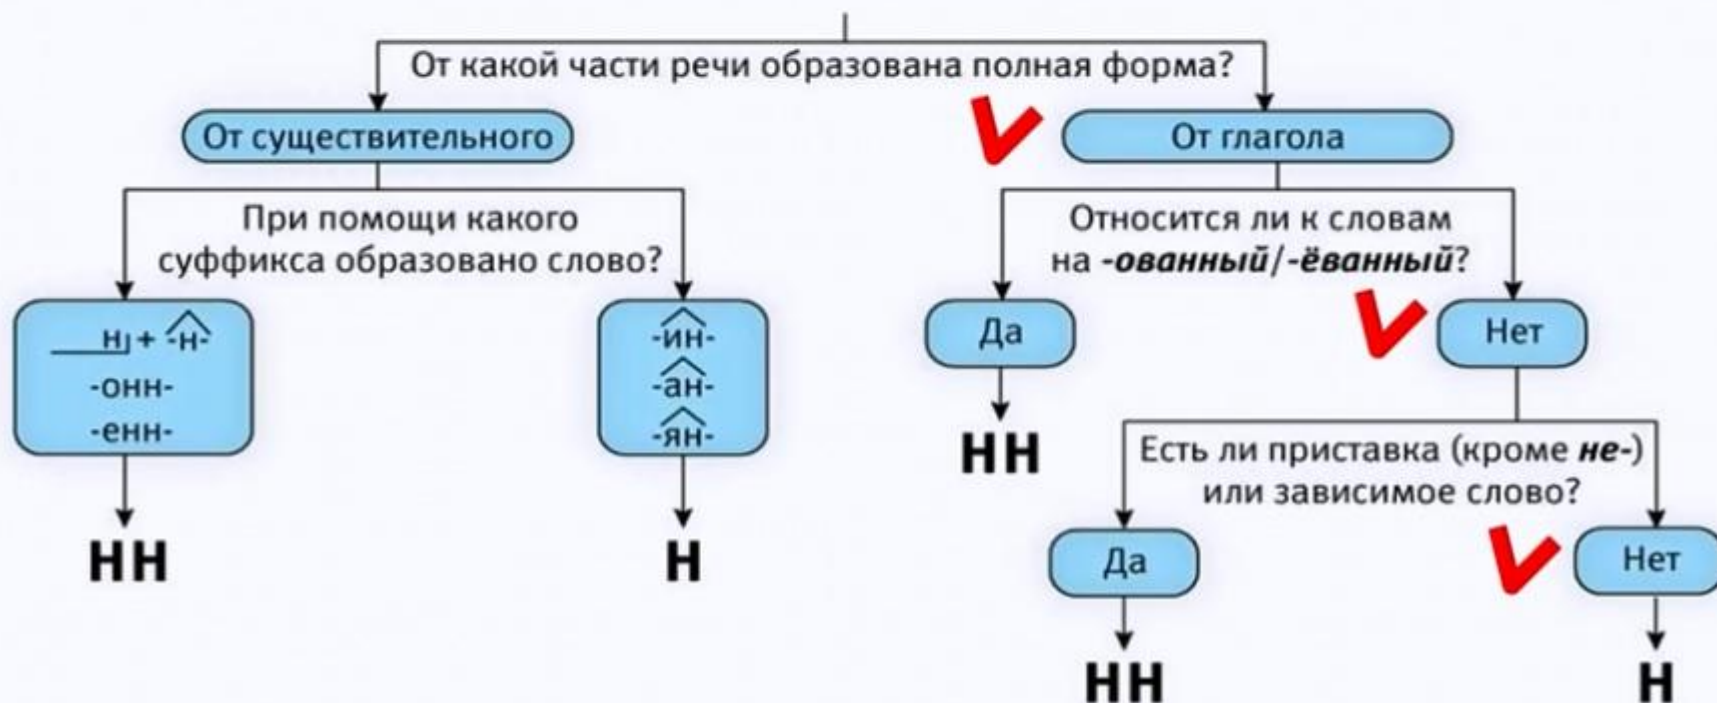 От какой части речи образована полная форма?
От существительного
От глагола
При помощи какого
суффикса образовано слово?
Относится ли к словам
на -ованный/-ёванный?
н + -н-
-онн-
-енн-
-ин-
-ан-
-ян-
Да
Нет
НН
Есть ли приставка (кроме не-)
или зависимое слово?
НН
Н
Да
Нет
НН
Н